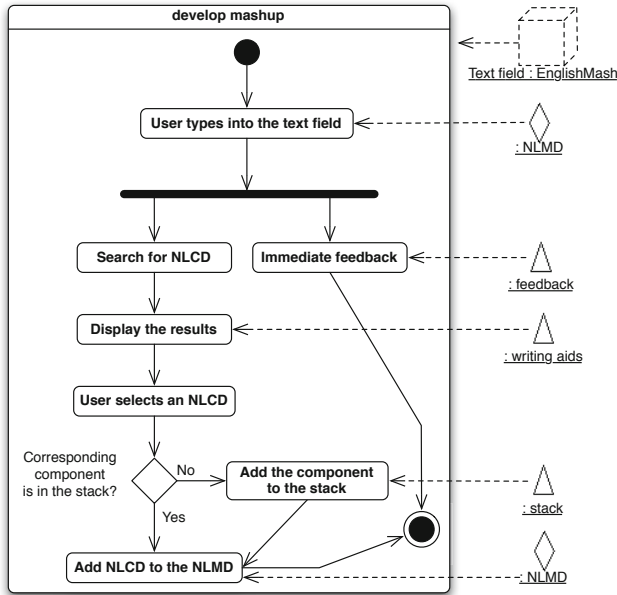 develop mashup
Text field : EnglishMash
User types into the text field
: NLMD
Search for NLCD
Immediate feedback
: feedback
Display the results
: writing aids
User selects an NLCD
Corresponding
component
is in the stack?
No
Add the component
to the stack
: stack
Yes
Add NLCD to the NLMD
: NLMD